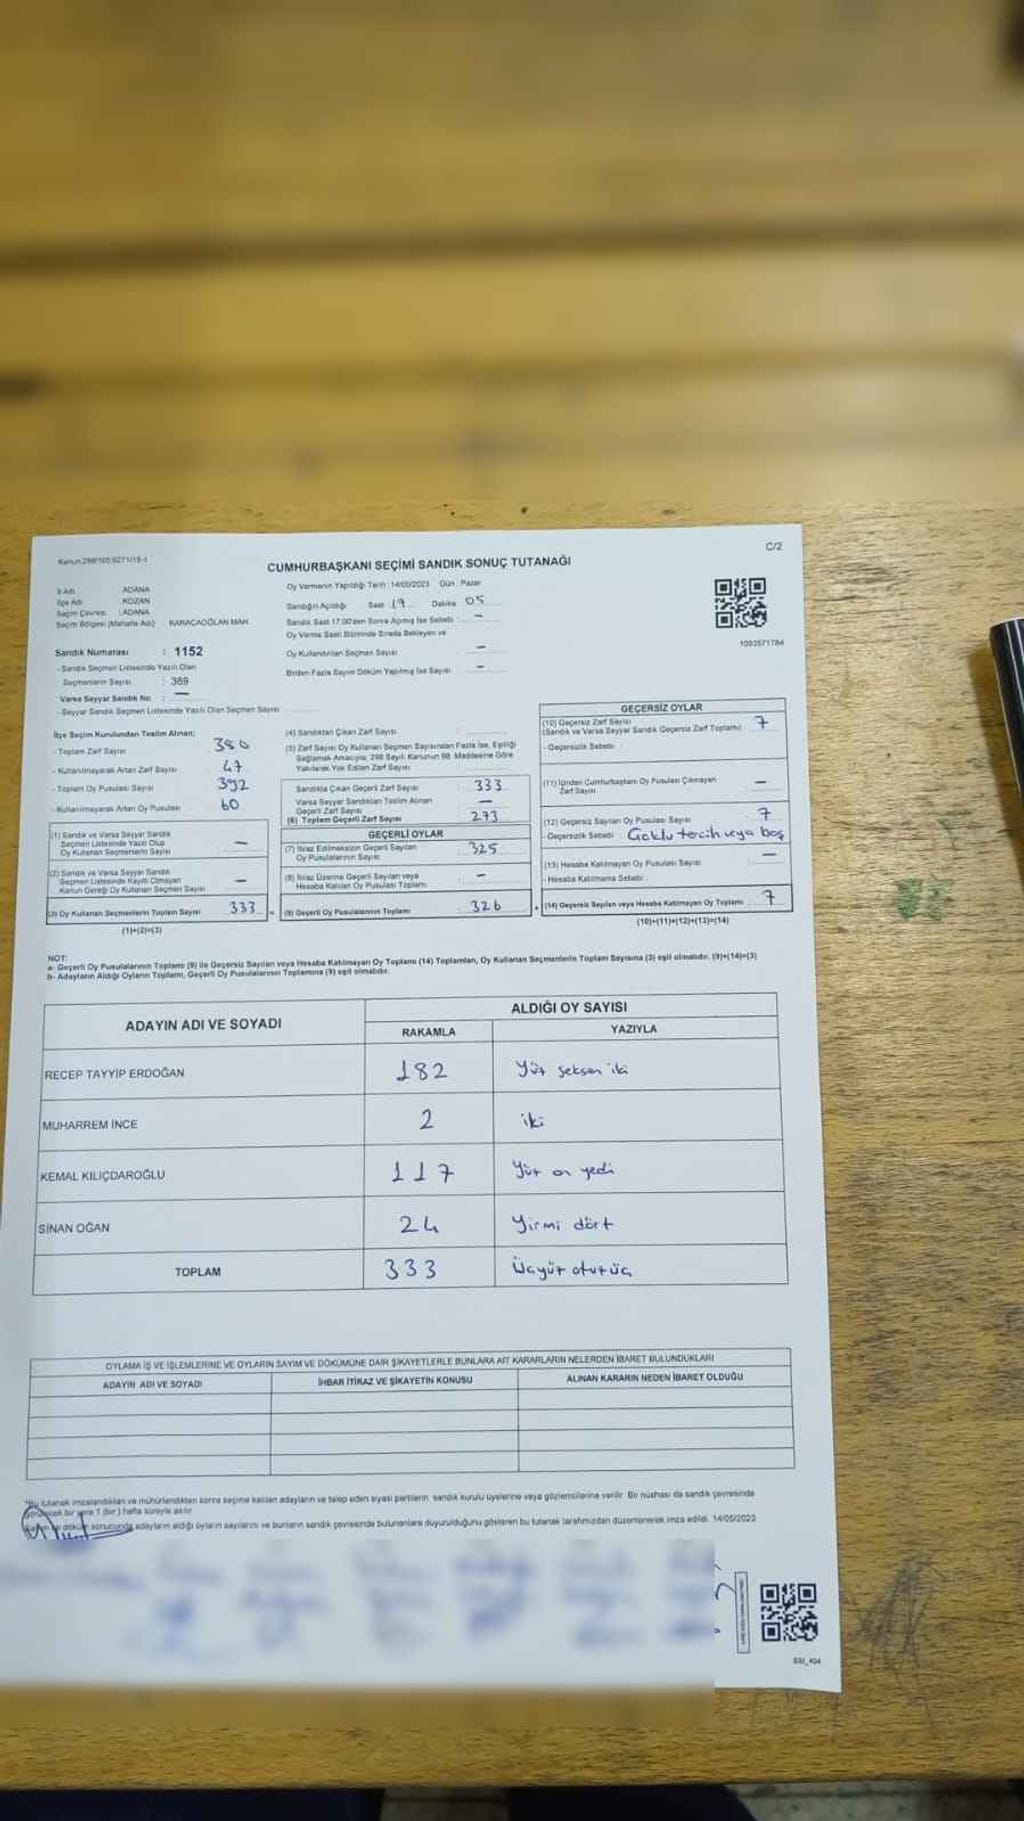 Kanun:298/105;6271/18-1
C/2
CUMHURBAŞKANI SEÇİMİ SANDIK SONUÇ TUTANAĞI
İl Adı : ADANA
İlçe Adı : KOZAN
Seçim Çevresi : ADANA
Seçim Bölgesi (Mahalle Adı) : KARACAOĞLAN MAH.
Oy Vermenin Yapıldığı Tarih :14/05/2023 Gün : Pazar
Sandığın Açıldığı Saat : 19 Dakika : 05
Sandık Saat 17:00'den Sonra Açılmış İse Sebebi : -
Oy Verme Saati Bitiminde Sırada Bekleyen ve
Oy Kullandırılan Seçmen Sayısı : -
Birden Fazla Sayım Döküm Yapılmış İse Sayısı : -
1093571784
Sandık Numarası : 1152
- Sandık Seçmen Listesinde Yazılı Olan
Seçmenlerin Sayısı : 369
Varsa Seyyar Sandık No : -
- Seyyar Sandık Seçmen Listesinde Yazılı Olan Seçmen Sayısı
İlçe Seçim Kurulundan Teslim Alınan;
- Toplam Zarf Sayısı : 380
- Kullanılmayarak Artan Zarf Sayısı : 47
- Toplam Oy Pusulası Sayısı : 392
- Kullanılmayarak Artan Oy Pusulası : 60
(1) Sandık ve Varsa Seyyar Sandık
Seçmen Listesinde Yazılı Olup
Oy Kullanan Seçmenlerin Sayısı -
(2) Sandık ve Varsa Seyyar Sandık
Seçmen Listesinde Kayıtlı Olmayan
Kanun Gereği Oy Kullanan Seçmen Sayısı -
(3) Oy Kullanan Seçmenlerin Toplam Sayısı 333 =
(1)+(2)=(3)
(4) Sandıktan Çıkan Zarf Sayısı
(5) Zarf Sayısı Oy Kullanan Seçmen Sayısından Fazla İse, Eşitliği
Sağlamak Amacıyla, 298 Sayılı Kanunun 98. Maddesine Göre
Yakılarak Yok Edilen Zarf Sayısı
Sandıkta Çıkan Geçerli Zarf Sayısı : 333
Varsa Seyyar Sandıktan Teslim Alınan
Geçerli Zarf Sayısı : -
(6) Toplam Geçerli Zarf Sayısı : 273
GEÇERLİ OYLAR
(7) İtiraz Edilmeksizin Geçerli Sayılan
Oy Pusulalarının Sayısı : 325
(8) İtiraz Üzerine Geçerli Sayılan veya
Hesaba Katılan Oy Pusulası Toplamı : -
(9) Geçerli Oy Pusulalarının Toplamı : 326 +
GEÇERSİZ OYLAR
(10) Geçersiz Zarf Sayısı
(Sandık ve Varsa Seyyar Sandık Geçersiz Zarf Toplamı) : 7
- Geçersizlik Sebebi :
(11) İçinden Cumhurbaşkanı Oy Pusulası Çıkmayan
Zarf Sayısı : -
(12) Geçersiz Sayılan Oy Pusulası Sayısı : 7
- Geçersizlik Sebebi : Çoklu tercih veya boş
(13) Hesaba Katılmayan Oy Pusulası Sayısı : -
- Hesaba Katılmama Sebebi :
(14) Geçersiz Sayılan veya Hesaba Katılmayan Oy Toplamı : 7
(10)+(11)+(12)+(13)=(14)
NOT:
a- Geçerli Oy Pusulalarının Toplamı (9) ile Geçersiz Sayılan veya Hesaba Katılmayan Oy Toplamı (14) Toplamları, Oy Kullanan Seçmenlerin Toplam Sayısına (3) eşit olmalıdır. (9)+(14)=(3)
b- Adayların Aldığı Oyların Toplamı, Geçerli Oy Pusulalarının Toplamına (9) eşit olmalıdır.
ADAYIN ADI VE SOYADI ALDIĞI OY SAYISI
RAKAMLA YAZIYLA
RECEP TAYYİP ERDOĞAN 182 Yüz seksen iki
MUHARREM İNCE 2 iki
KEMAL KILIÇDAROĞLU 117 Yüz on yedi
SİNAN OĞAN 24 Yirmi dört
TOPLAM 333 Üçyüz otuz üç
OYLAMA İŞ VE İŞLEMLERİNE VE OYLARIN SAYIM VE DÖKÜMÜNE DAİR ŞİKAYETLERLE BUNLARA AİT KARARLARIN NELERDEN İBARET BULUNDUKLARI
ADAYIN ADI VE SOYADI İHBAR İTİRAZ VE ŞİKAYETİN KONUSU ALINAN KARARIN NEDEN İBARET OLDUĞU
*Bu tutanak imzalandıktan ve mühürlendikten sonra seçime katılan adayların ve talep eden siyasi partilerin sandık kurulu üyelerine veya gözlemcilerine verilir. Bir nüshası da sandık çevresinde
görülecek bir yere 1 (bir) hafta süreyle asılır.
döküm sonucunda adayların aldığı oyların sayılarını ve bunların sandık çevresinde bulunanlara duyurulduğunu gösteren bu tutanak tarafımızdan düzenlenerek imza edildi. 14/05/2023